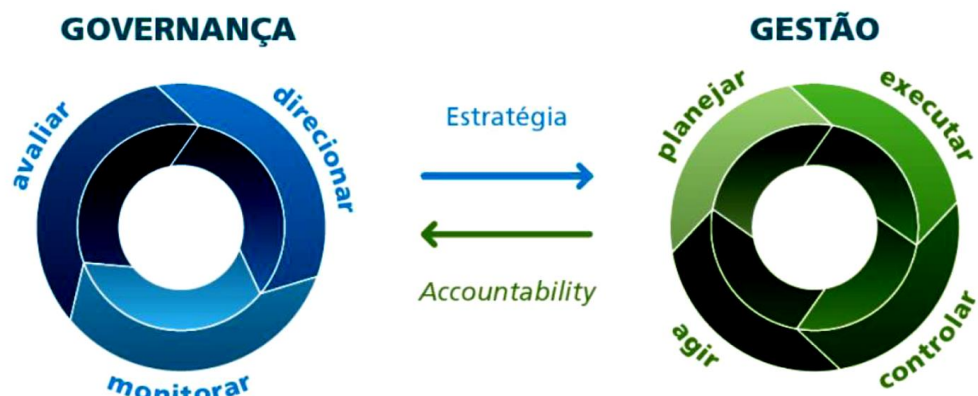 GOVERNANÇA
avaliar
direcionar
monitorar
Estratégia
Accountability
GESTÃO
planejar
executar
agir
controlar